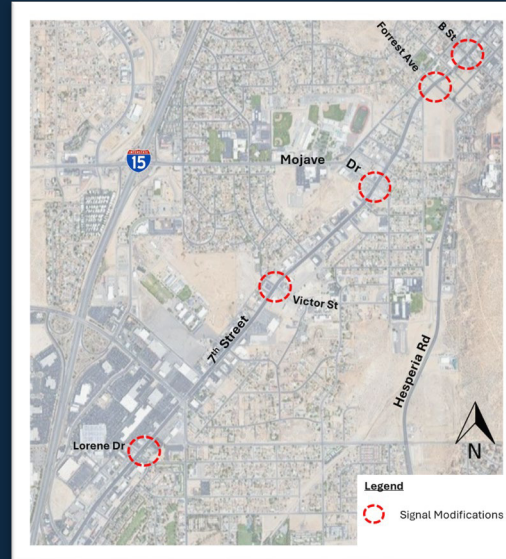 B St
Forrest Ave
15
Mojave Dr
Victor St
7th Street
Hesperia Rd
Lorene Dr
N
Legend
Signal Modifications